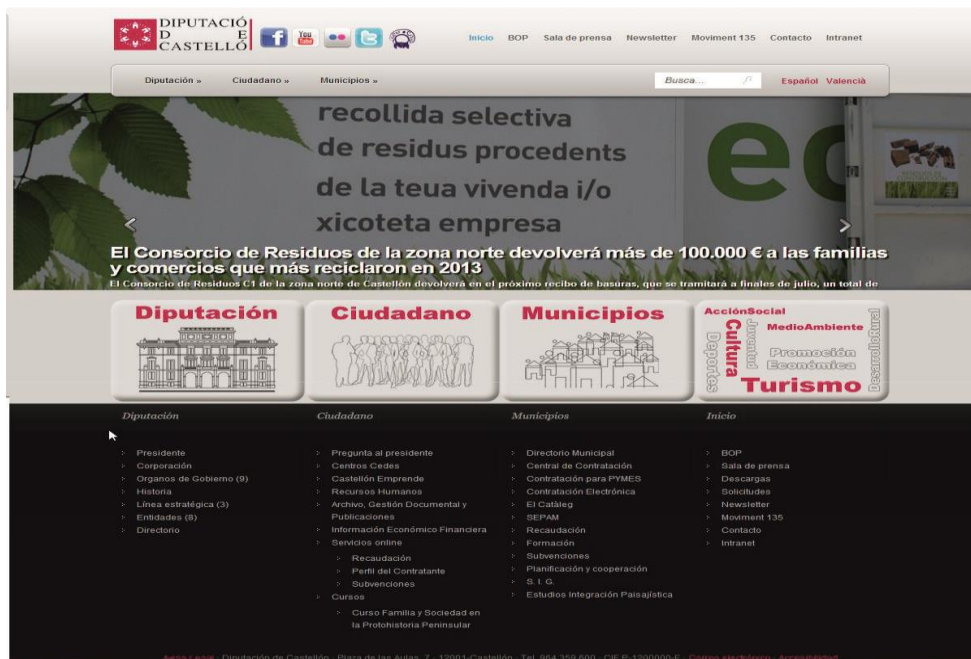 DIPUTACIÓ
D E
CASTELLÓ
You
Tube
Inicio BOP Sala de prensa Newsletter Moviment 135 Contacto Intranet
Diputación » Ciudadano » Municipios »
Busca...
Español Valencià
recollida selectiva
de residus procedents
de la teua vivenda i/o
xicoteta empresa
ec
El Consorcio de Residuos de la zona norte devolverá más de 100.000 € a las familias
y comercios que más reciclaron en 2013
El Consorcio de Residuos C1 de la zona norte de Castellón devolverá en el próximo recibo de basuras, que se tramitará a finales de julio, un total de
Diputación
Ciudadano
Municipios
AcciónSocial
Deportes
Cultura
Juventud
MedioAmbiente
Promoción
Económica
Turismo
Diputación
Presidente
Corporación
Organos de Gobierno (9)
Historia
Línea estratégica (3)
Entidades (8)
Directorio
Ciudadano
Pregunta al presidente
Centros Cedes
Castellón Emprende
Recursos Humanos
Archivo, Gestión Documental y
Publicaciones
Información Económico Financiera
Servicios online
Recaudación
Perfil del Contratante
Subvenciones
Cursos
Curso Familia y Sociedad en
la Protohistoria Peninsular
Municipios
Directorio Municipal
Central de Contratación
Contratación para PYMES
Contratación Electrónica
El Catàleg
SEPAM
Recaudación
Formación
Subvenciones
Planificación y cooperación
S. I. G.
Estudios Integración Paisajística
Inicio
BOP
Sala de prensa
Descargas
Solicitudes
Newsletter
Moviment 135
Contacto
Intranet
Aviso Legal - Diputación de Castellón - Plaza de las Aulas, 7 - 12001-Castellón - Tel. 964 359 600 - CIF P-1200000-F - Correo electrónico - Accesibilidad